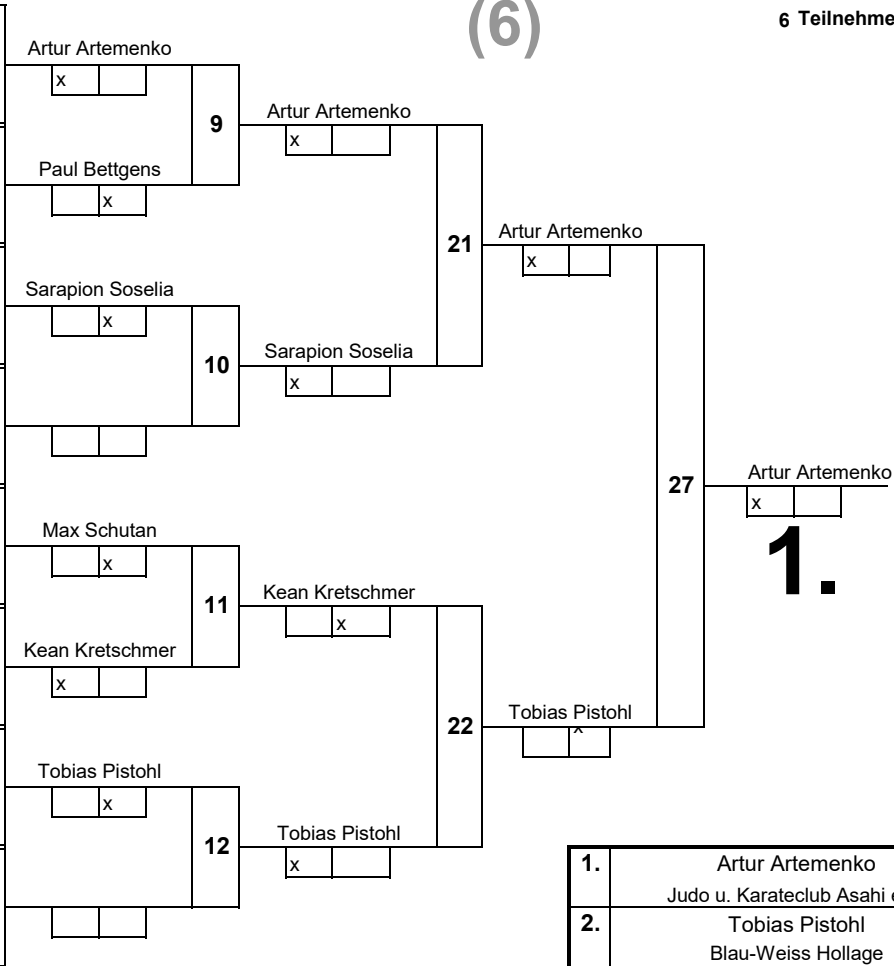 (6)
6 Teilnehme
Artur Artemenko
x
9
Artur Artemenko
x
Paul Bettgens
x
21
Artur Artemenko
x
Sarapion Soselia
x
10
Sarapion Soselia
x
27
Artur Artemenko
x
1.
Max Schutan
x
11
Kean Kretschmer
x
Kean Kretschmer
x
22
Tobias Pistohl
x
Tobias Pistohl
x
12
Tobias Pistohl
x
1. Artur Artemenko
Judo u. Karateclub Asahi e
2. Tobias Pistohl
Blau-Weiss Hollage